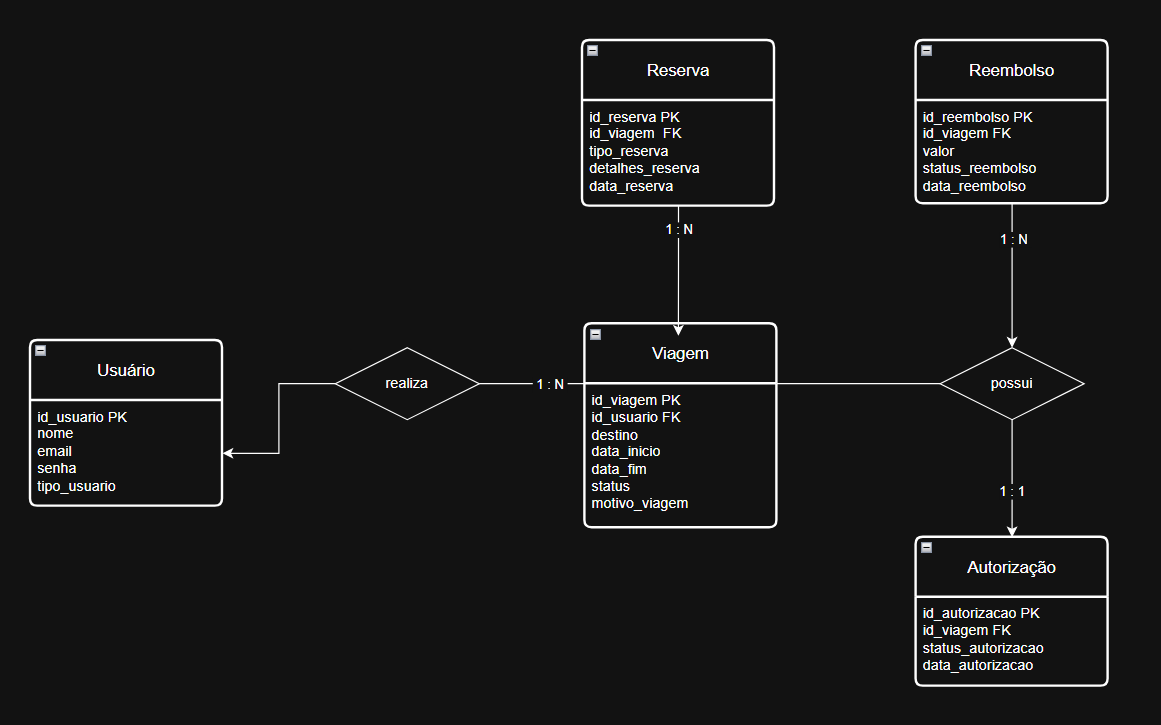 Reserva
id_reserva PK
id_viagem FK
tipo_reserva
detalhes_reserva
data_reserva
1 : N
Reembolso
id_reembolso PK
id_viagem FK
valor
status_reembolso
data_reembolso
1 : N
Usuário
id_usuario PK
nome
email
senha
tipo_usuario
realiza
1 : N
Viagem
id_viagem PK
id_usuario FK
destino
data_inicio
data_fim
status
motivo_viagem
possui
1 : 1
Autorização
id_autorizacao PK
id_viagem FK
status_autorizacao
data_autorizacao